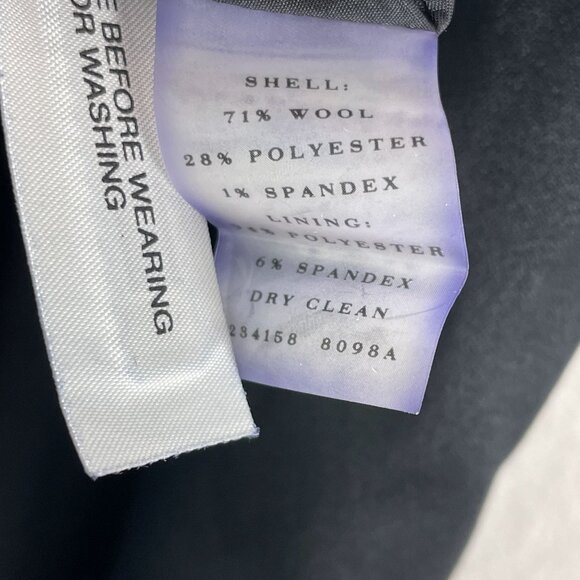 E BEFORE WEARING
OR WASHING
SHELL:
71% WOOL
28% POLYESTER
1% SPANDEX
LINING:
POLYESTER
6% SPANDEX
DRY CLEAN
234158 8098A